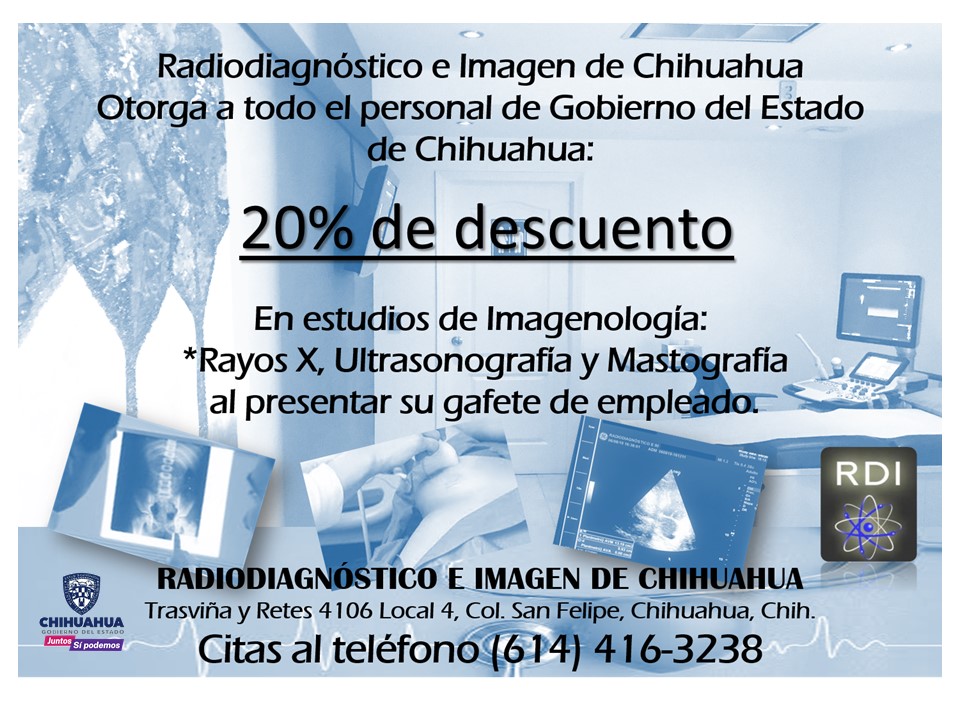 Radiodiagnóstico e Imagen de Chihuahua
Otorga a todo el personal de Gobierno del Estado
de Chihuahua:
20% de descuento
En estudios de Imagenología:
*Rayos X, Ultrasonografía y Mastografía
al presentar su gafete de empleado.
RDI
RADIODIAGNÓSTICO E IMAGEN DE CHIHUAHUA
Trasviña y Retes 4106 Local 4, Col. San Felipe, Chihuahua, Chih.
Citas al teléfono (614) 416-3238
CHIHUAHUA
GOBIERNO DEL ESTADO
Juntos
Sí podemos